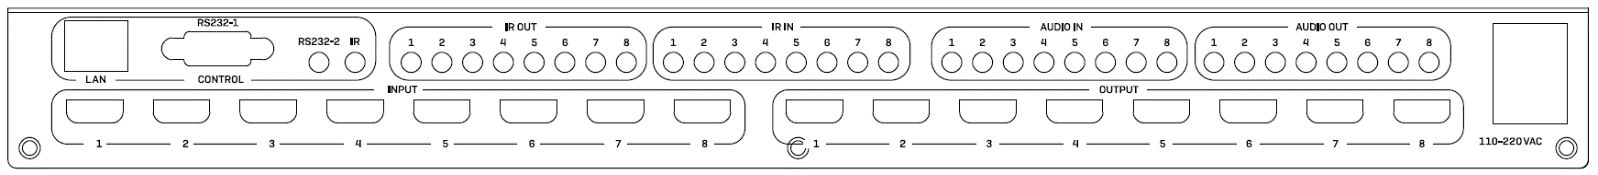 RS232-1
LAN
CONTROL
RS232-2 IR
IR OUT
1 2 3 4 5 6 7 8
IR IN
1 2 3 4 5 6 7 8
AUDIO IN
1 2 3 4 5 6 7 8
AUDIO OUT
1 2 3 4 5 6 7 8
INPUT
1 2 3 4 5 6 7 8
OUTPUT
1 2 3 4 5 6 7 8
110-220VAC